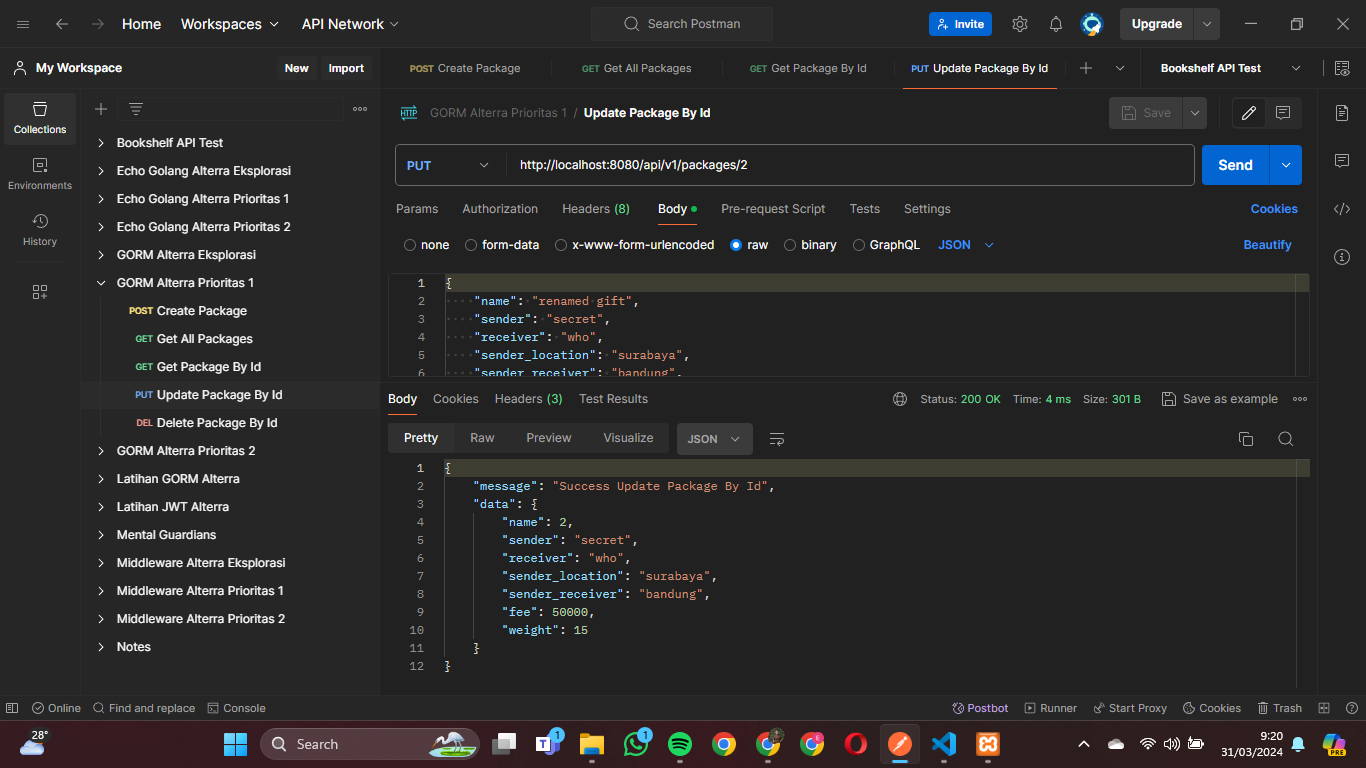 Home Workspaces API Network Search Postman Invite Upgrade
My Workspace New Import
POST Create Package GET Get All Packages GET Get Package By Id PUT Update Package By Id Bookshelf API Test
Collections
Environments
History
Bookshelf API Test
Echo Golang Alterra Eksplorasi
Echo Golang Alterra Prioritas 1
Echo Golang Alterra Prioritas 2
GORM Alterra Eksplorasi
GORM Alterra Prioritas 1
POST Create Package
GET Get All Packages
GET Get Package By Id
PUT Update Package By Id
DEL Delete Package By Id
GORM Alterra Prioritas 2
Latihan GORM Alterra
Latihan JWT Alterra
Mental Guardians
Middleware Alterra Eksplorasi
Middleware Alterra Prioritas 1
Middleware Alterra Prioritas 2
Notes
HTTP GORM Alterra Prioritas 1 / Update Package By Id Save
PUT http://localhost:8080/api/v1/packages/2 Send
Params Authorization Headers (8) Body Pre-request Script Tests Settings Cookies
none form-data x-www-form-urlencoded raw binary GraphQL JSON Beautify
1 {
2 "name": "renamed gift",
3 "sender": "secret",
4 "receiver": "who",
5 "sender_location": "surabaya",
6 "sender_receiver": "bandung",
Body Cookies Headers (3) Test Results Status: 200 OK Time: 4 ms Size: 301 B Save as example
Pretty Raw Preview Visualize JSON
1 {
2 "message": "Success Update Package By Id",
3 "data": {
4 "name": 2,
5 "sender": "secret",
6 "receiver": "who",
7 "sender_location": "surabaya",
8 "sender_receiver": "bandung",
9 "fee": 50000,
10 "weight": 15
11 }
12 }
Online Find and replace Console Postbot Runner Start Proxy Cookies Trash
28° Search 1 1 9:20
31/03/2024
PRE